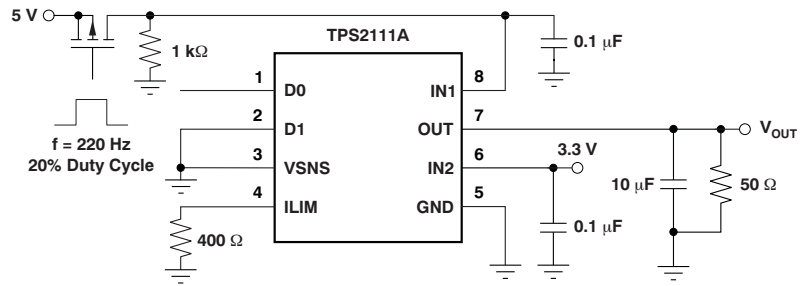 5 V
TPS2111A
0.1 µF
1 kΩ
1
D0
IN1
8
2
D1
OUT
7
VOUT
f = 220 Hz
20% Duty Cycle
3
VSNS
IN2
6
3.3 V
10 µF
50 Ω
4
ILIM
GND
5
0.1 µF
400 Ω